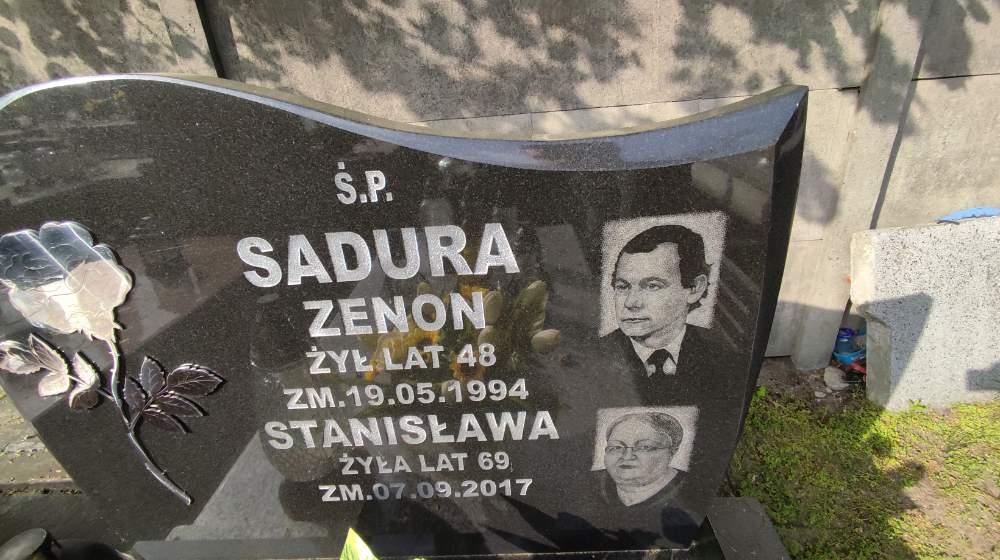 Ś.P.
SADURA
ZENON
ŻYŁ LAT 48
ZM.19.05.1994
STANISŁAWA
ŻYŁA LAT 69
ZM.07.09.2017